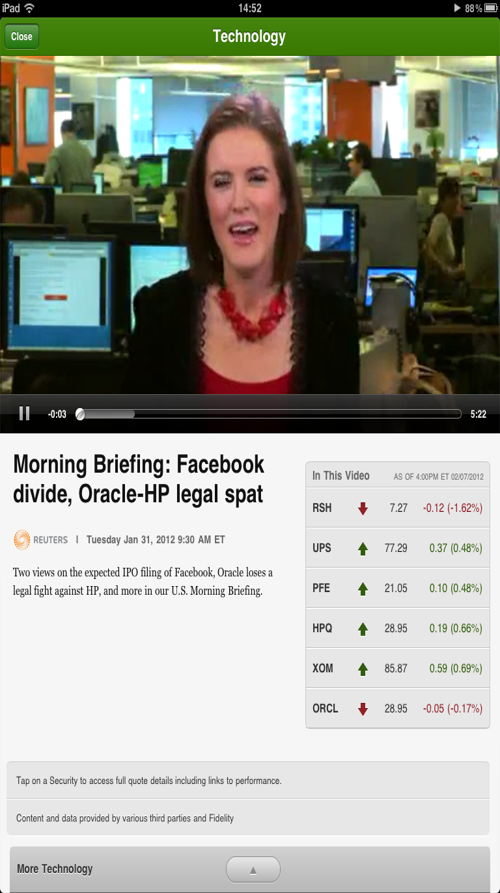 iPad 14:52 88%
Close Technology
-0:03 5:22
Morning Briefing: Facebook
divide, Oracle-HP legal spat
REUTERS | Tuesday Jan 31, 2012 9:30 AM ET
Two views on the expected IPO filing of Facebook, Oracle loses a
legal fight against HP, and more in our U.S. Morning Briefing.
In This Video AS OF 4:00PM ET 02/07/2012
RSH 7.27 -0.12 (-1.62%)
UPS 77.29 0.37 (0.48%)
PFE 21.05 0.10 (0.48%)
HPQ 28.95 0.19 (0.66%)
XOM 85.87 0.59 (0.69%)
ORCL 28.95 -0.05 (-0.17%)
Tap on a Security to access full quote details including links to performance.
Content and data provided by various third parties and Fidelity
More Technology